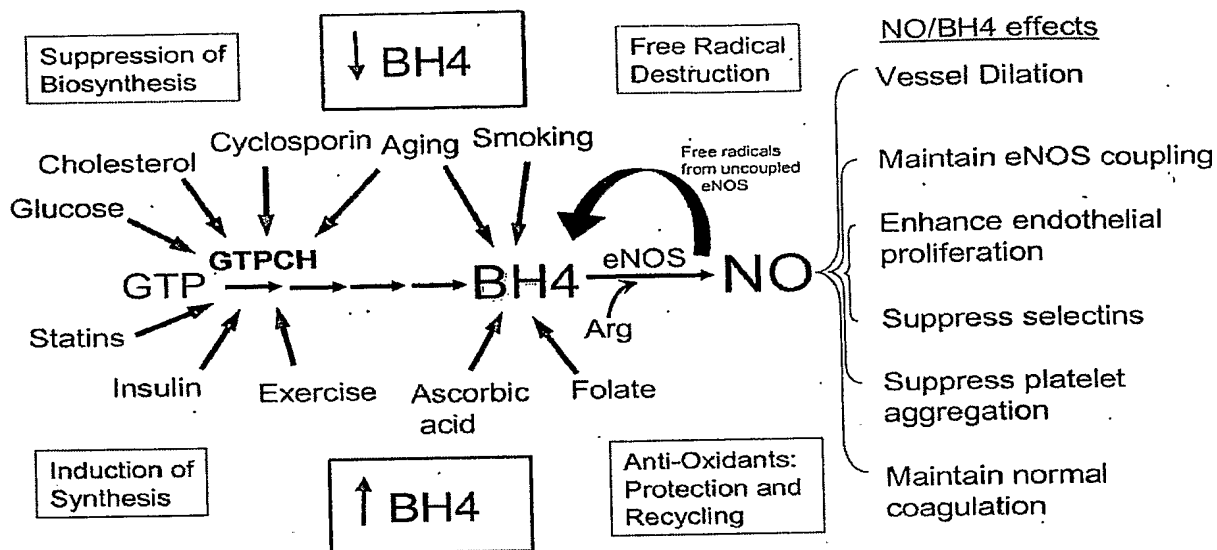 Suppression of
Biosynthesis
↓ BH4
Free Radical
Destruction
NO/BH4 effects
Vessel Dilation
Maintain eNOS coupling
Enhance endothelial
proliferation
Suppress selectins
Suppress platelet
aggregation
Maintain normal
coagulation
Cholesterol
Cyclosporin
Aging
Smoking
Glucose
Free radicals
from uncoupled
eNOS
GTPCH
GTP
BH4
eNOS
NO
Arg
Statins
Insulin
Exercise
Ascorbic
acid
Folate
Induction of
Synthesis
↑ BH4
Anti-Oxidants:
Protection and
Recycling